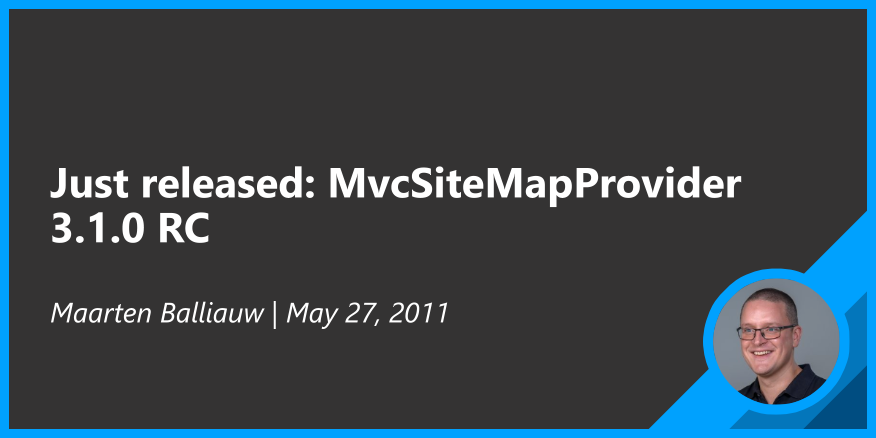 Just released: MvcSiteMapProvider
3.1.0 RC
Maarten Balliauw | May 27, 2011